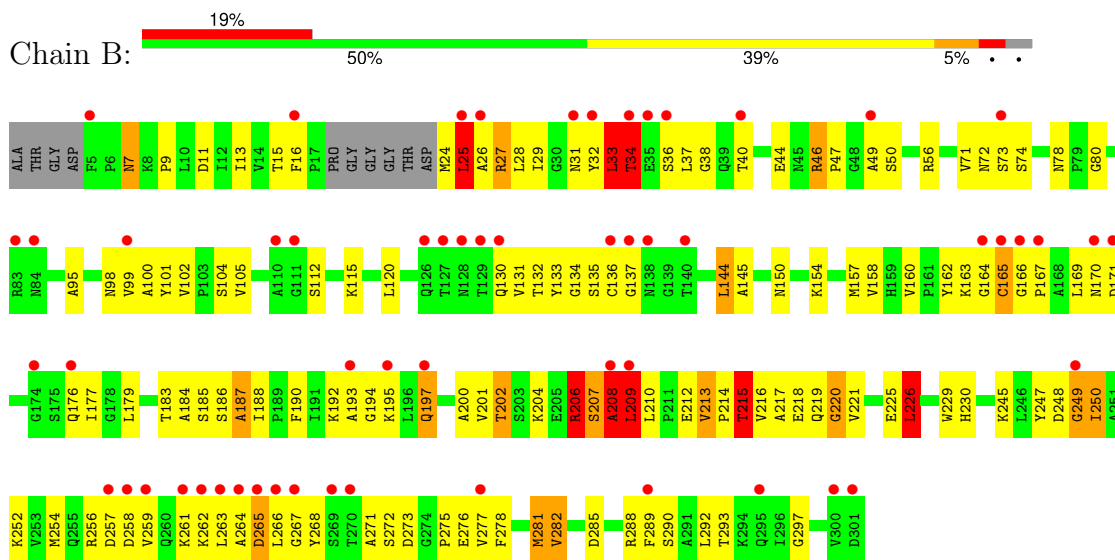 19%
Chain B:
50% 39% 5% • •
ALA THR GLY ASP F5 P6 N7 K8 P9 L10 D11 I12 I13 V14 T15 F16 P17 PRO GLY GLY GLY THR ASP M24 L25 A26 R27 L28 I29 G30 N31 Y32 L33 T34 E35 S36 L37 G38 Q39 T40 E44 N45 R46 P47 G48 A49 S50 R56 V71 N72 S73 S74 N78 P79 G80
R83 N84 A95 N98 V99 A100 Y101 V102 P103 S104 V105 A110 G111 S112 K115 L120 Q126 T127 N128 T129 Q130 V131 T132 Y133 G134 S135 C136 G137 N138 G139 T140 L144 A145 N150 K154 M157 V158 H159 V160 P161 Y162 K163 G164 C165 G166 P167 A168 L169 N170 D171
G174 S175 Q176 I177 G178 L179 T183 A184 S185 S186 A187 I188 P189 F190 I191 K192 A193 G194 K195 R196 Q197 A200 V201 T202 S203 K204 E205 R206 S207 A208 L209 L210 P211 E212 V213 P214 T215 V216 A217 E218 Q219 G220 V221 E225 L226 W229 H230 K245 L246 Y247 D248 G249 I250 A251
K252 V253 M254 Q255 R256 D257 D258 V259 Q260 K261 K262 L263 A264 D265 L266 G267 Y268 S269 T270 A271 S272 D273 G274 P275 E276 V277 F278 M281 V282 D285 R288 F289 S290 A291 L292 T293 K294 Q295 I296 G297 V300 D301